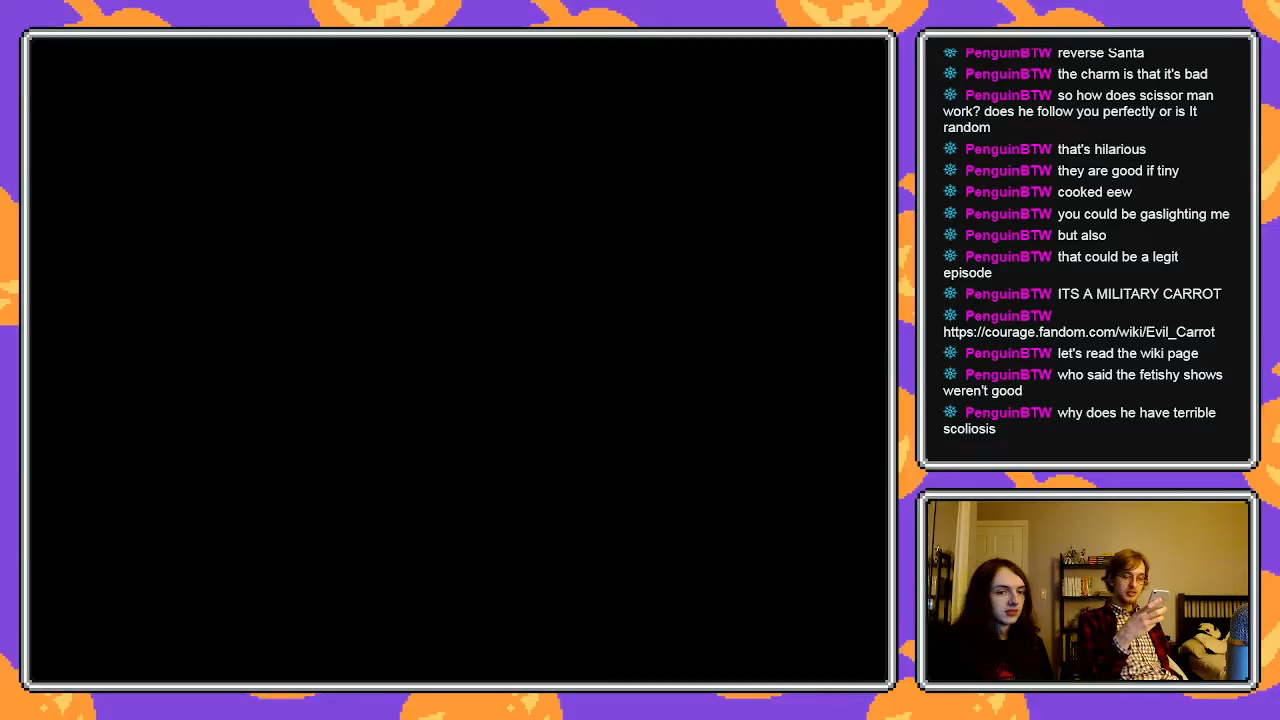 PenguinBTW reverse Santa
PenguinBTW the charm is that it's bad
PenguinBTW so how does scissor man
work? does he follow you perfectly or is It
random
PenguinBTW that's hilarious
PenguinBTW they are good if tiny
PenguinBTW cooked eew
PenguinBTW you could be gaslighting me
PenguinBTW but also
PenguinBTW that could be a legit
episode
PenguinBTW ITS A MILITARY CARROT
PenguinBTW
https://courage.fandom.com/wiki/Evil_Carrot
PenguinBTW let's read the wiki page
PenguinBTW who said the fetishy shows
weren't good
PenguinBTW why does he have terrible
scoliosis